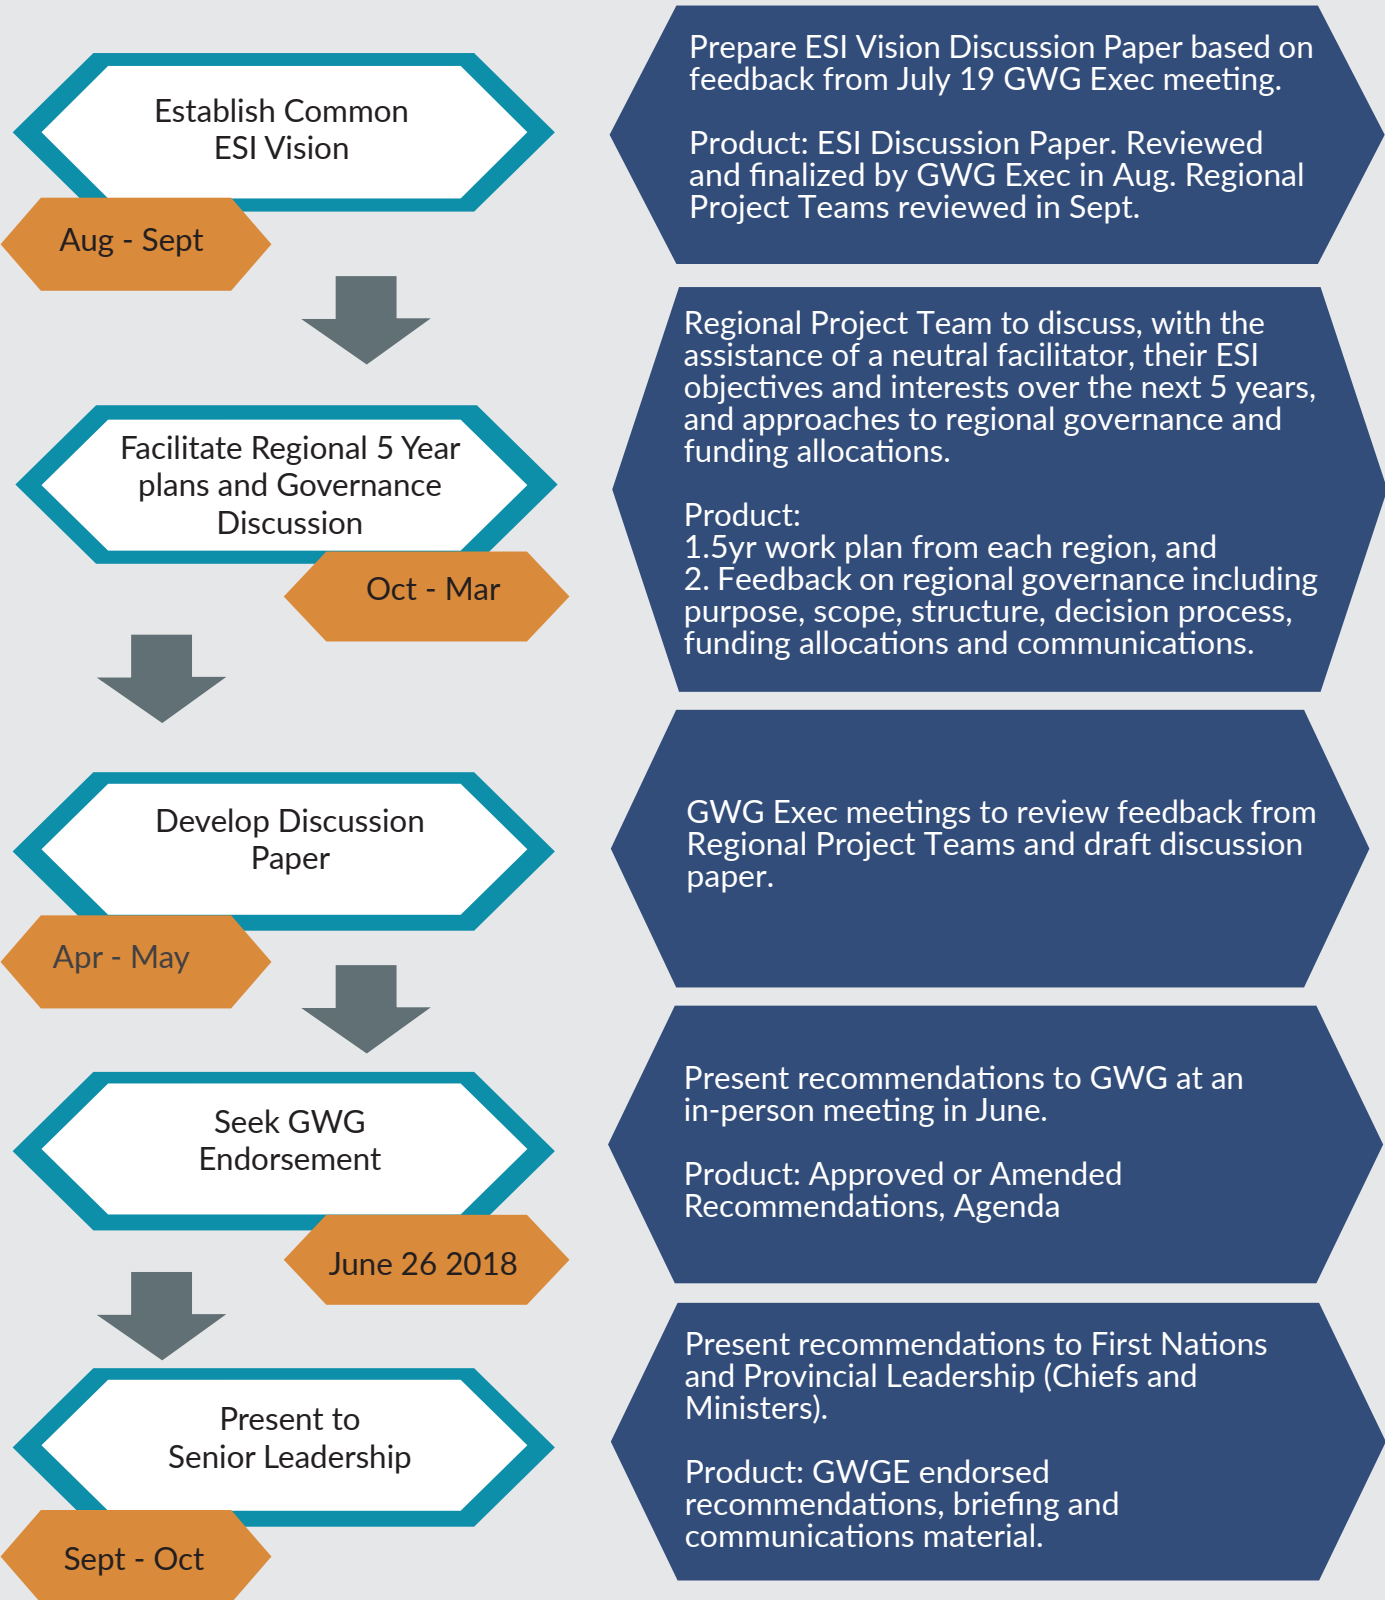 Establish Common
ESI Vision
Aug - Sept
Prepare ESI Vision Discussion Paper based on
feedback from July 19 GWG Exec meeting.
Product: ESI Discussion Paper. Reviewed
and finalized by GWG Exec in Aug. Regional
Project Teams reviewed in Sept.
Facilitate Regional 5 Year
plans and Governance
Discussion
Oct - Mar
Regional Project Team to discuss, with the
assistance of a neutral facilitator, their ESI
objectives and interests over the next 5 years,
and approaches to regional governance and
funding allocations.
Product:
1.5yr work plan from each region, and
2. Feedback on regional governance including
purpose, scope, structure, decision process,
funding allocations and communications.
Develop Discussion
Paper
Apr - May
GWG Exec meetings to review feedback from
Regional Project Teams and draft discussion
paper.
Seek GWG
Endorsement
June 26 2018
Present recommendations to GWG at an
in-person meeting in June.
Product: Approved or Amended
Recommendations, Agenda
Present to
Senior Leadership
Sept - Oct
Present recommendations to First Nations
and Provincial Leadership (Chiefs and
Ministers).
Product: GWGE endorsed
recommendations, briefing and
communications material.